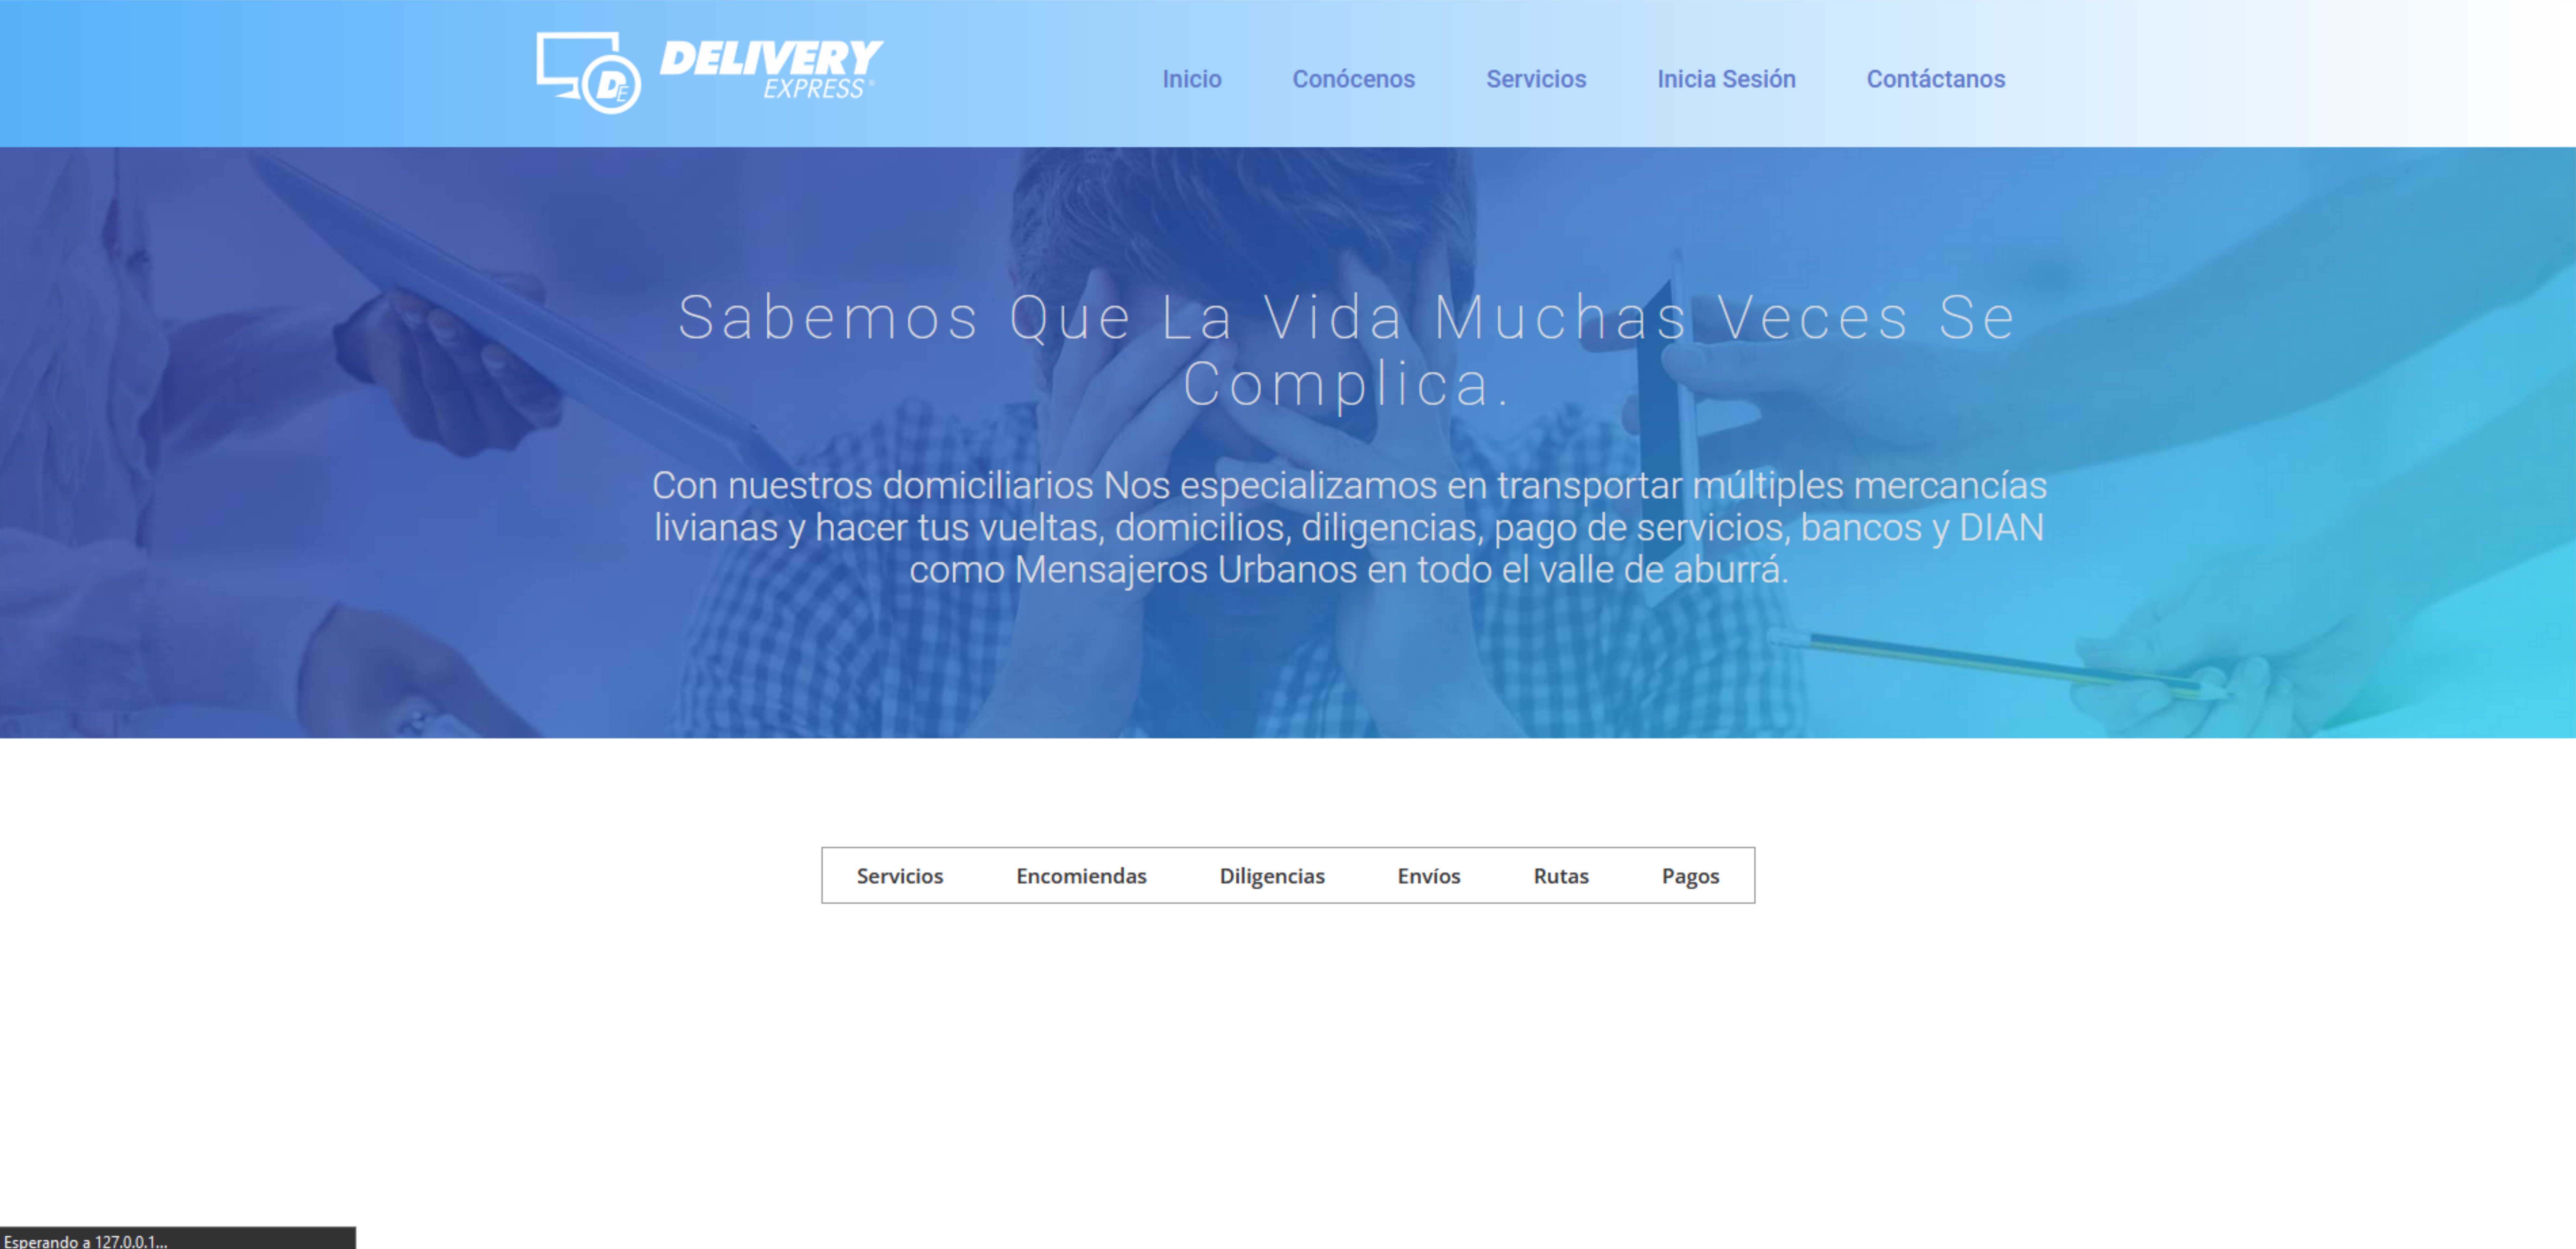 DELIVERY
EXPRESS®
DE
Inicio Conócenos Servicios Inicia Sesión Contáctanos
Sabemos Que La Vida Muchas Veces Se
Complica.
Con nuestros domiciliarios Nos especializamos en transportar múltiples mercancías
livianas y hacer tus vueltas, domicilios, diligencias, pago de servicios, bancos y DIAN
como Mensajeros Urbanos en todo el valle de aburrá.
Servicios Encomiendas Diligencias Envíos Rutas Pagos
Esperando a 127.0.0.1...